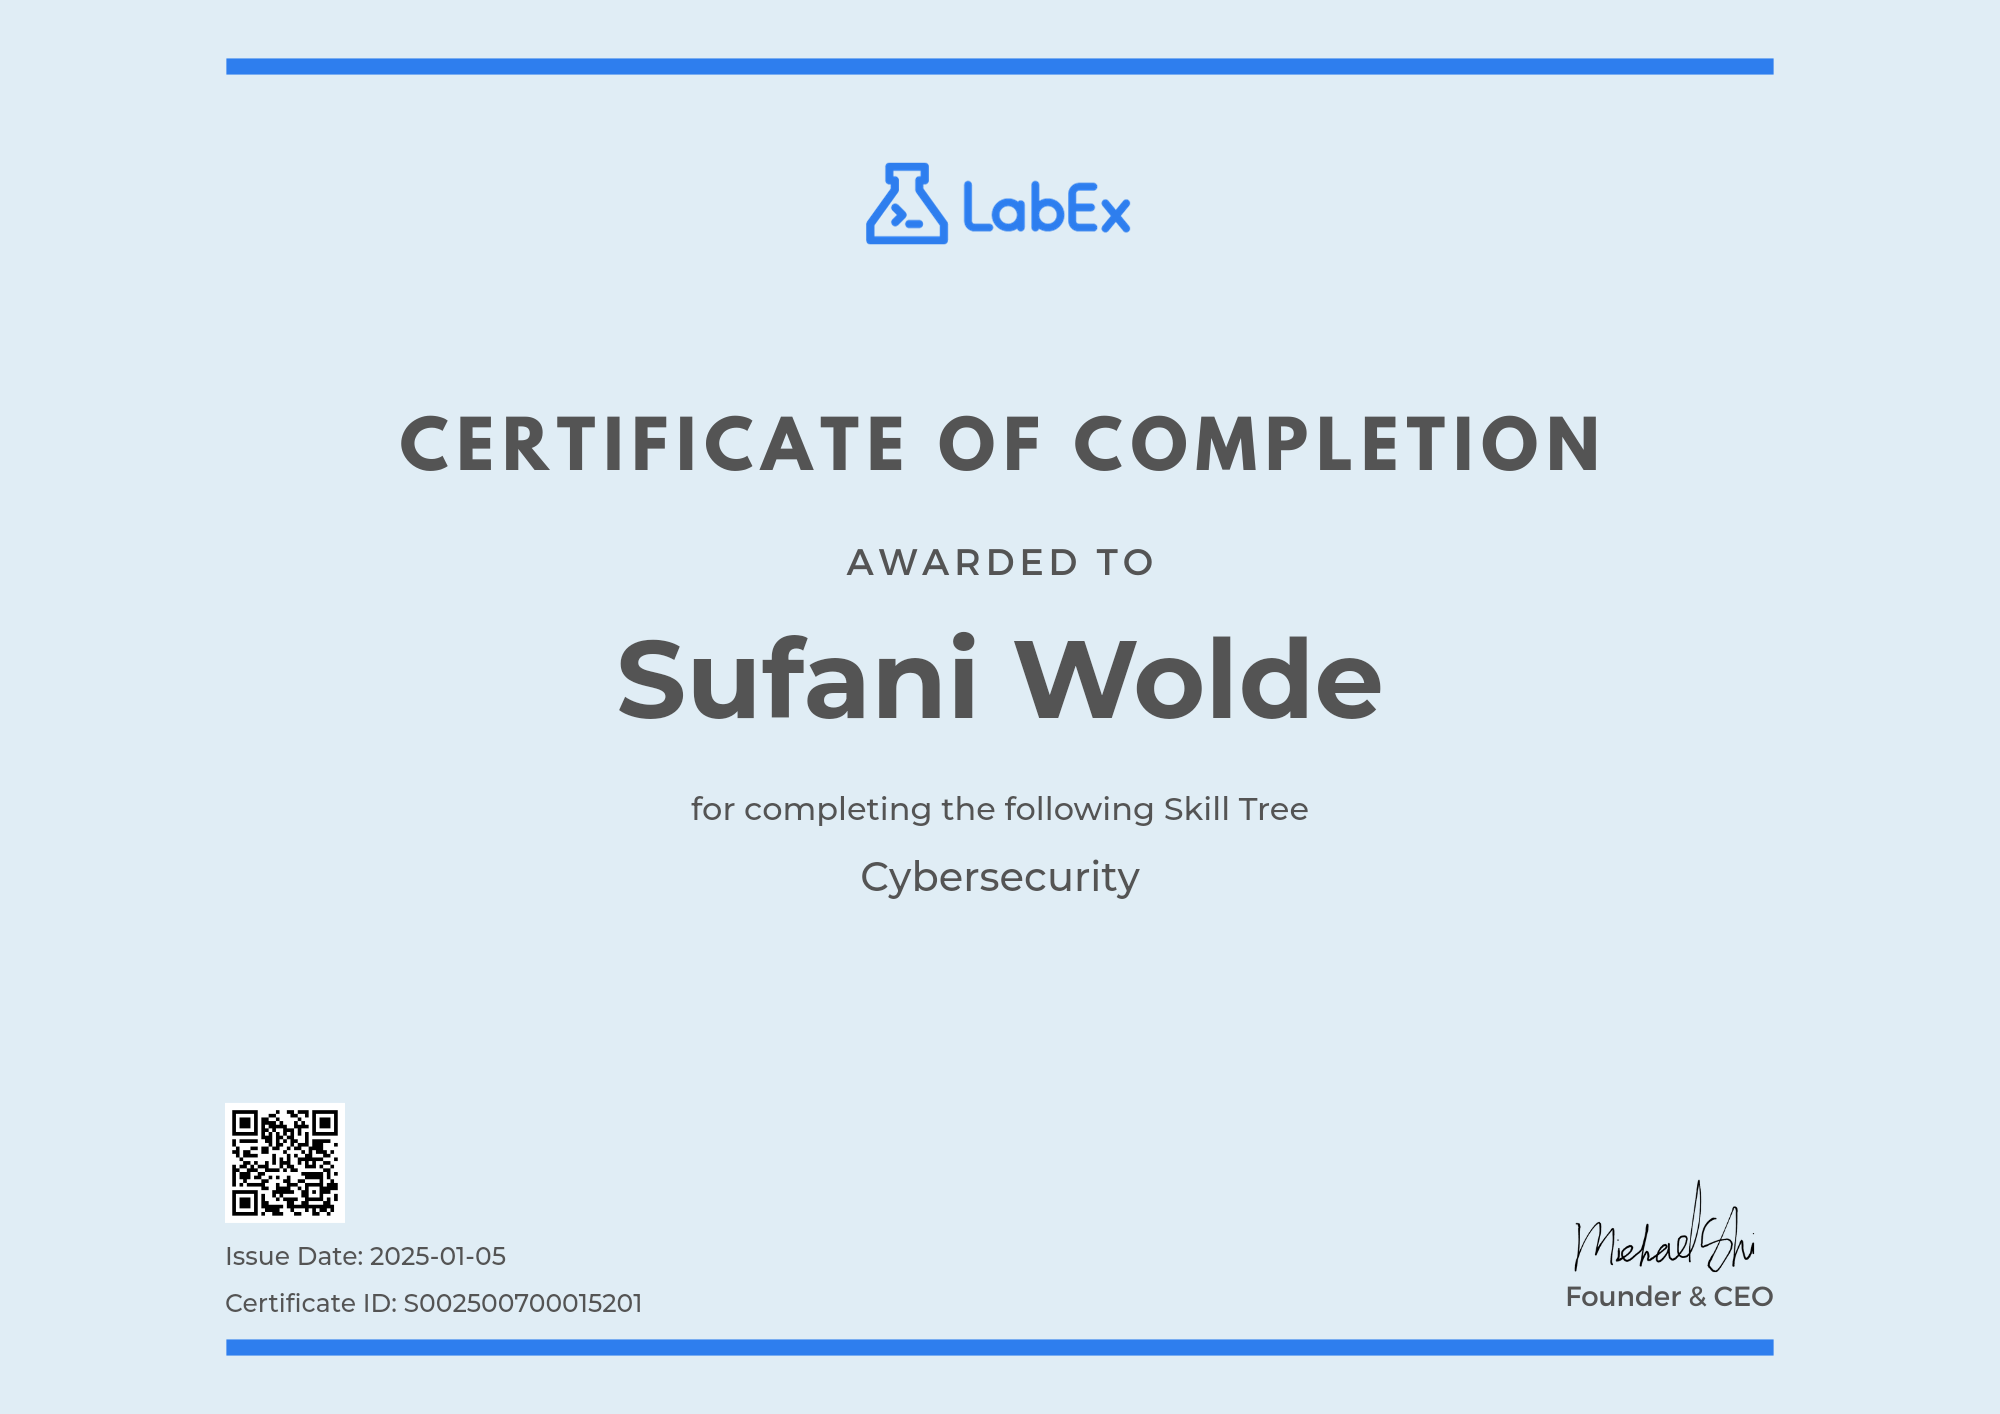 LabEx
CERTIFICATE OF COMPLETION
AWARDED TO
Sufani Wolde
for completing the following Skill Tree
Cybersecurity
Issue Date: 2025-01-05
Certificate ID: S002500700015201
Michael Shi
Founder & CEO